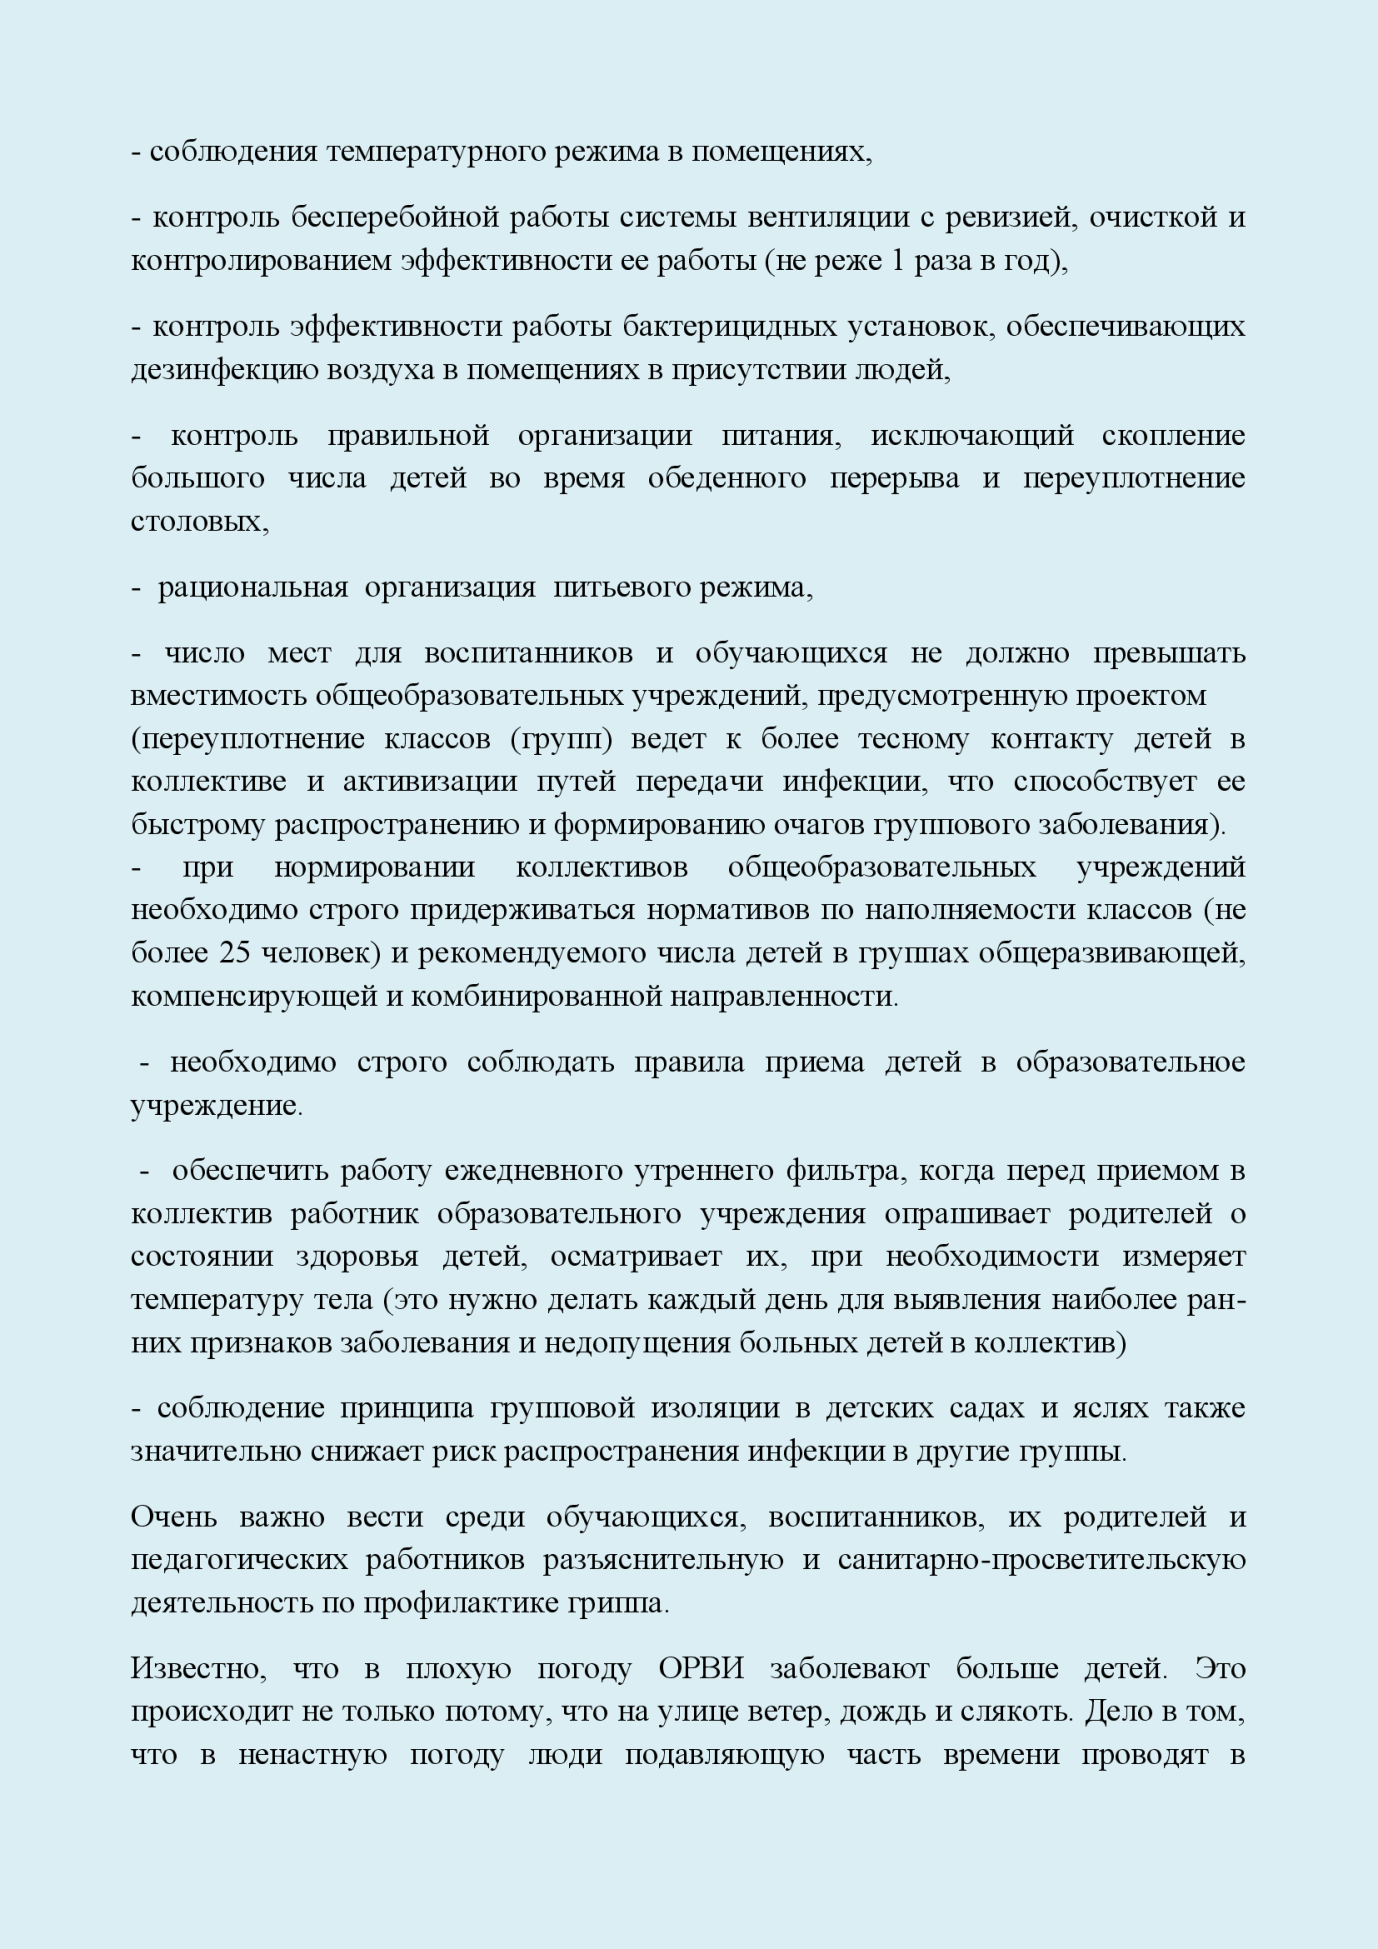 - соблюдения температурного режима в помещениях,
- контроль бесперебойной работы системы вентиляции с ревизией, очисткой и
контролированием эффективности ее работы (не реже 1 раза в год),
- контроль эффективности работы бактерицидных установок, обеспечивающих
дезинфекцию воздуха в помещениях в присутствии людей,
- контроль правильной организации питания, исключающий скопление
большого числа детей во время обеденного перерыва и переуплотнение
столовых,
- рациональная организация питьевого режима,
- число мест для воспитанников и обучающихся не должно превышать
вместимость общеобразовательных учреждений, предусмотренную проектом
(переуплотнение классов (групп) ведет к более тесному контакту детей в
коллективе и активизации путей передачи инфекции, что способствует ее
быстрому распространению и формированию очагов группового заболевания).
- при нормировании коллективов общеобразовательных учреждений
необходимо строго придерживаться нормативов по наполняемости классов (не
более 25 человек) и рекомендуемого числа детей в группах общеразвивающей,
компенсирующей и комбинированной направленности.
- необходимо строго соблюдать правила приема детей в образовательное
учреждение.
- обеспечить работу ежедневного утреннего фильтра, когда перед приемом в
коллектив работник образовательного учреждения опрашивает родителей о
состоянии здоровья детей, осматривает их, при необходимости измеряет
температуру тела (это нужно делать каждый день для выявления наиболее ран-
них признаков заболевания и недопущения больных детей в коллектив)
- соблюдение принципа групповой изоляции в детских садах и яслях также
значительно снижает риск распространения инфекции в другие группы.
Очень важно вести среди обучающихся, воспитанников, их родителей и
педагогических работников разъяснительную и санитарно-просветительскую
деятельность по профилактике гриппа.
Известно, что в плохую погоду ОРВИ заболевают больше детей. Это
происходит не только потому, что на улице ветер, дождь и слякоть. Дело в том,
что в ненастную погоду люди подавляющую часть времени проводят в